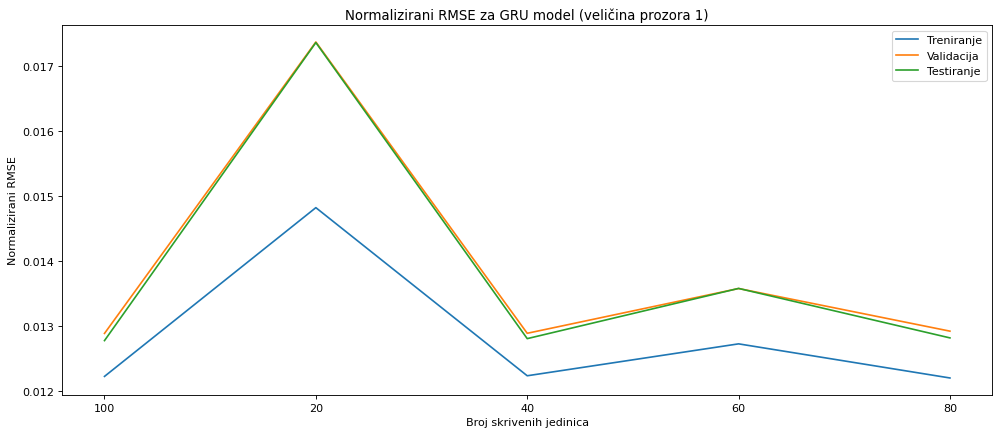 Normalizirani RMSE za GRU model (veličina prozora 1)
Treniranje
Validacija
Testiranje
Normalizirani RMSE
0.017
0.016
0.015
0.014
0.013
0.012
100 20 40 60 80
Broj skrivenih jedinica